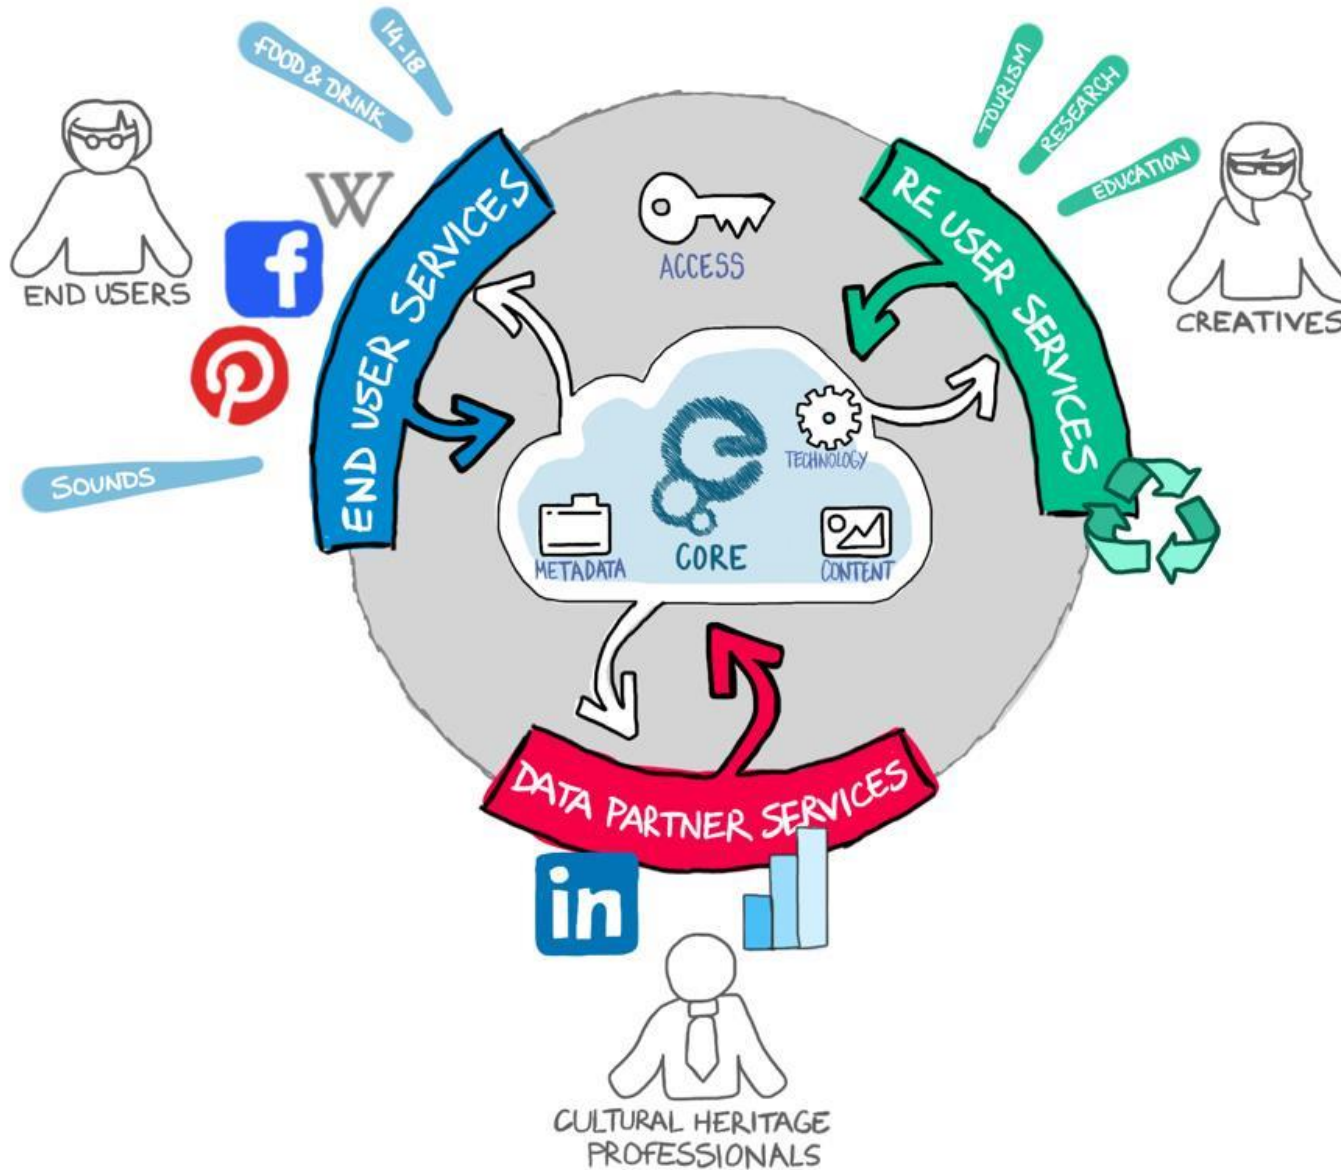 14-18
FOOD & DRINK
TOURISM
RESEARCH
EDUCATION
W
f
END USERS
END USER SERVICES
ACCESS
RE USER SERVICES
CREATIVES
SOUNDS
TECHNOLOGY
METADATA
CORE
CONTENT
DATA PARTNER SERVICES
in
CULTURAL HERITAGE
PROFESSIONALS